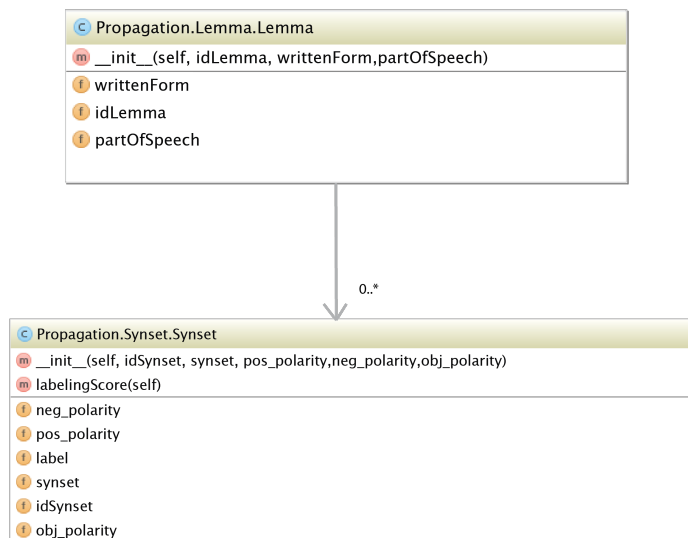 C Propagation.Lemma.Lemma
m __init__(self, idLemma, writtenForm,partOfSpeech)
f writtenForm
f idLemma
f partOfSpeech
0..*
C Propagation.Synset.Synset
m __init__(self, idSynset, synset, pos_polarity,neg_polarity,obj_polarity)
m labelingScore(self)
f neg_polarity
f pos_polarity
f label
f synset
f idSynset
f obj_polarity